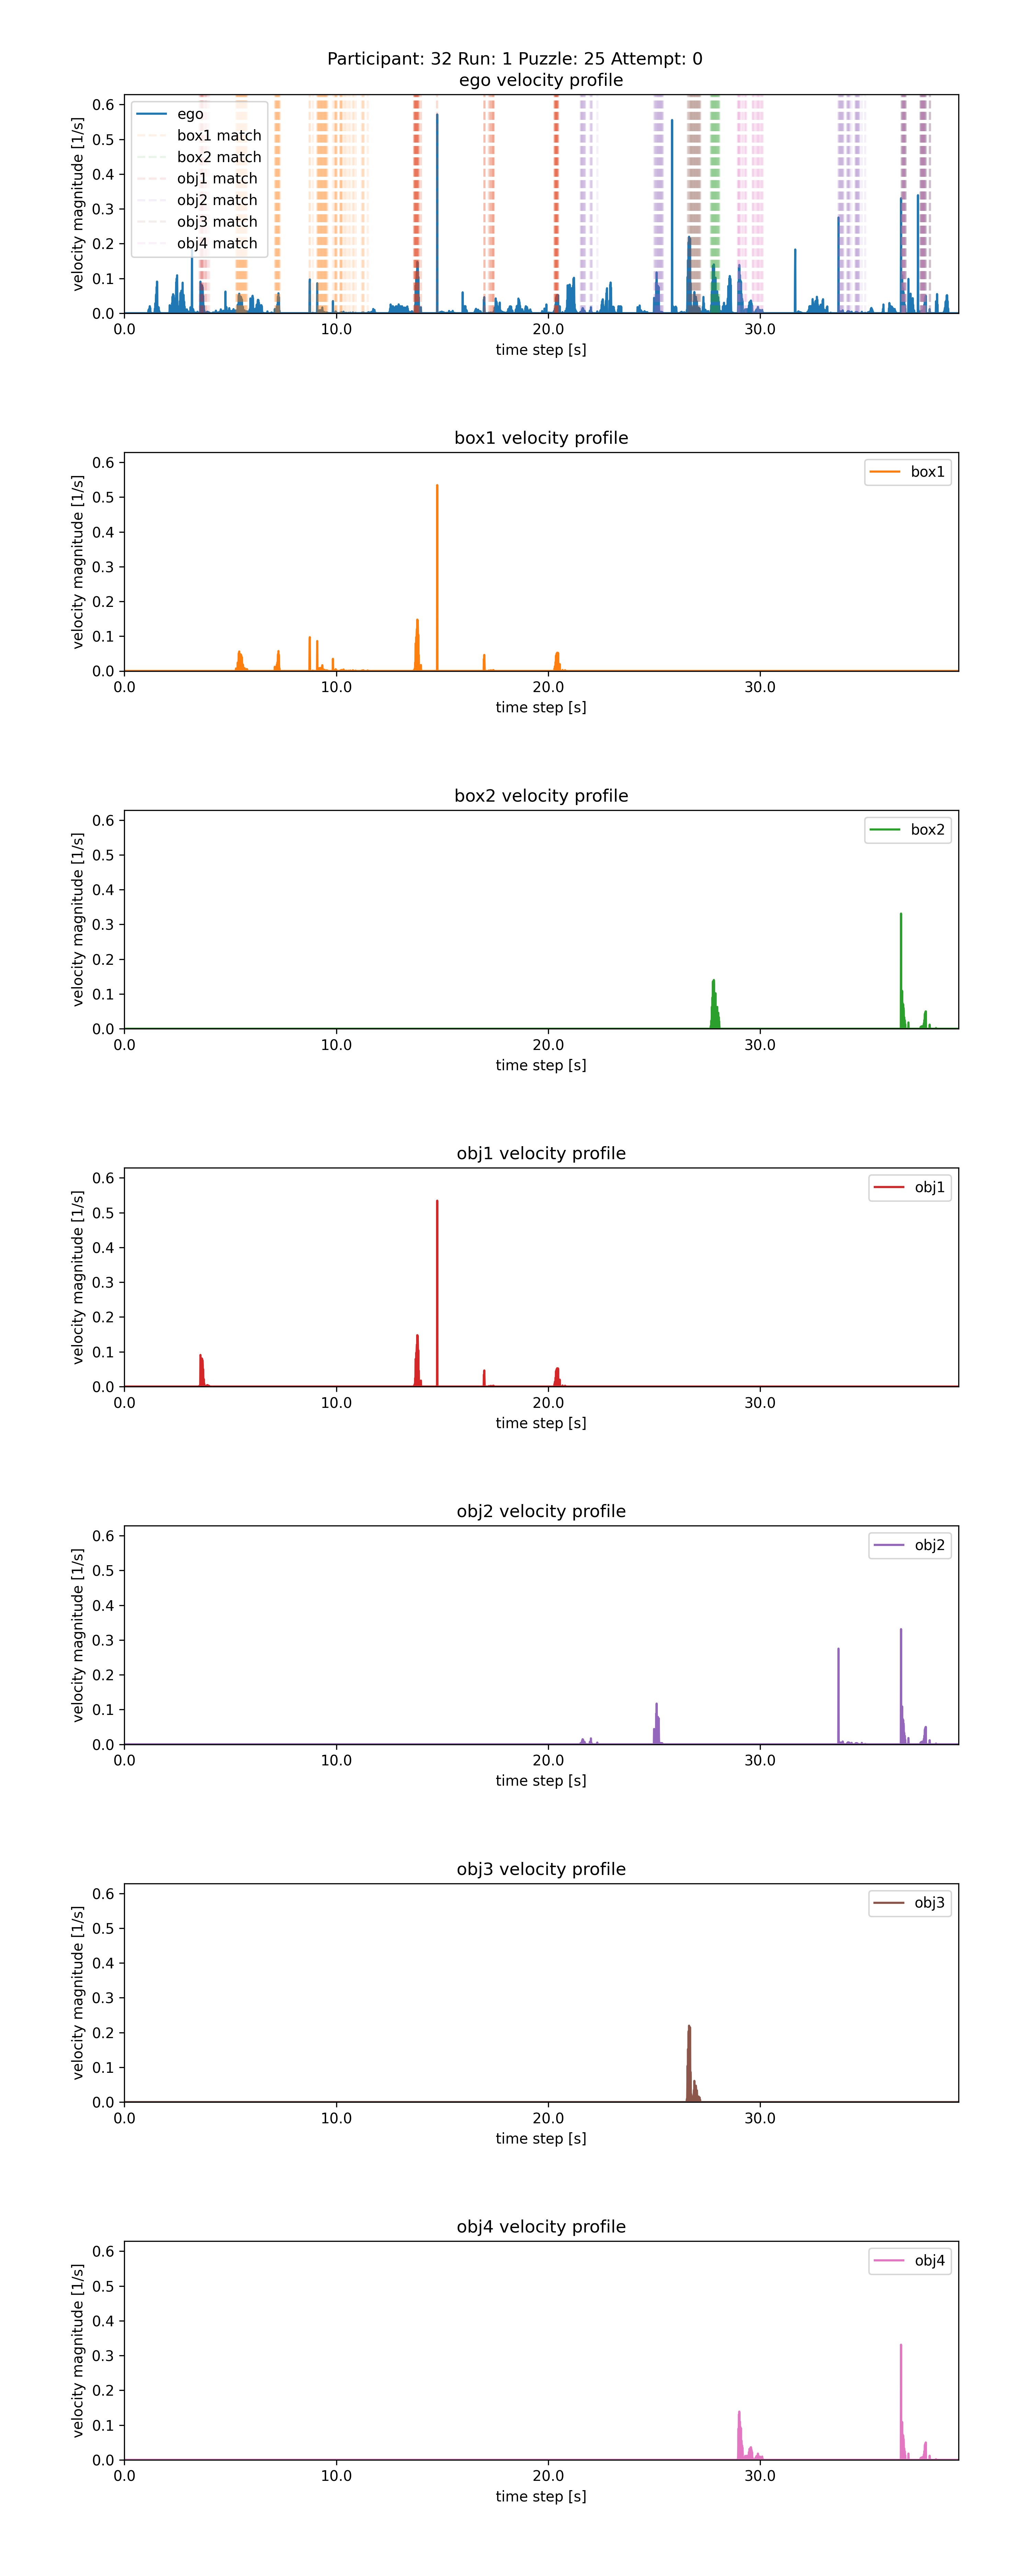 Participant: 32 Run: 1 Puzzle: 25 Attempt: 0
ego velocity profile
velocity magnitude [1/s]
0.6
0.5
0.4
0.3
0.2
0.1
0.0
ego
box1 match
box2 match
obj1 match
obj2 match
obj3 match
obj4 match
0.0 10.0 20.0 30.0
time step [s]
box1 velocity profile
velocity magnitude [1/s]
0.6
0.5
0.4
0.3
0.2
0.1
0.0
box1
0.0 10.0 20.0 30.0
time step [s]
box2 velocity profile
velocity magnitude [1/s]
0.6
0.5
0.4
0.3
0.2
0.1
0.0
box2
0.0 10.0 20.0 30.0
time step [s]
obj1 velocity profile
velocity magnitude [1/s]
0.6
0.5
0.4
0.3
0.2
0.1
0.0
obj1
0.0 10.0 20.0 30.0
time step [s]
obj2 velocity profile
velocity magnitude [1/s]
0.6
0.5
0.4
0.3
0.2
0.1
0.0
obj2
0.0 10.0 20.0 30.0
time step [s]
obj3 velocity profile
velocity magnitude [1/s]
0.6
0.5
0.4
0.3
0.2
0.1
0.0
obj3
0.0 10.0 20.0 30.0
time step [s]
obj4 velocity profile
velocity magnitude [1/s]
0.6
0.5
0.4
0.3
0.2
0.1
0.0
obj4
0.0 10.0 20.0 30.0
time step [s]